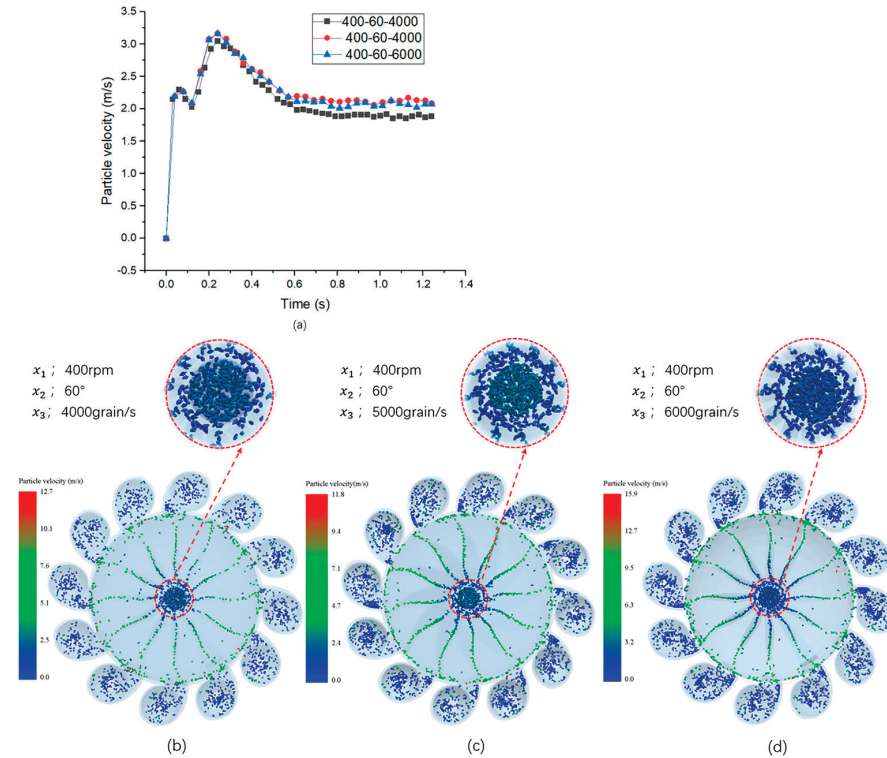 3.5
3.0
2.5
2.0
1.5
1.0
0.5
0.0
-0.5
Particle velocity (m/s)
400-60-4000
400-60-4000
400-60-6000
0.0 0.2 0.4 0.6 0.8 1.0 1.2 1.4
Time (s)
(a)
x₁ ; 400rpm
x₂ ; 60°
x₃ ; 4000grain/s
x₁ ; 400rpm
x₂ ; 60°
x₃ ; 5000grain/s
x₁ ; 400rpm
x₂ ; 60°
x₃ ; 6000grain/s
Particle velocity (m/s)
12.7
10.1
7.6
5.1
2.5
0.0
Particle velocity(m/s)
11.8
9.4
7.1
4.7
2.4
0.0
Particle velocity (m/s)
15.9
12.7
9.5
6.3
3.2
0.0
(b)
(c)
(d)